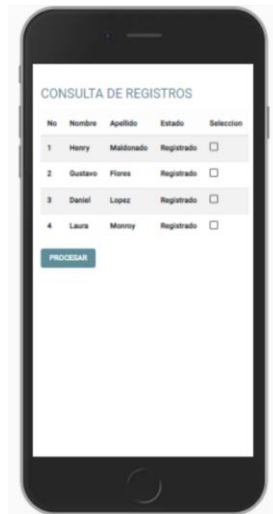 CONSULTA DE REGISTROS
No Nombre Apellido Estado Seleccion
1 Henry Maldonado Registrado
2 Gustavo Flores Registrado
3 Daniel Lopez Registrado
4 Laura Monroy Registrado
PROCESAR